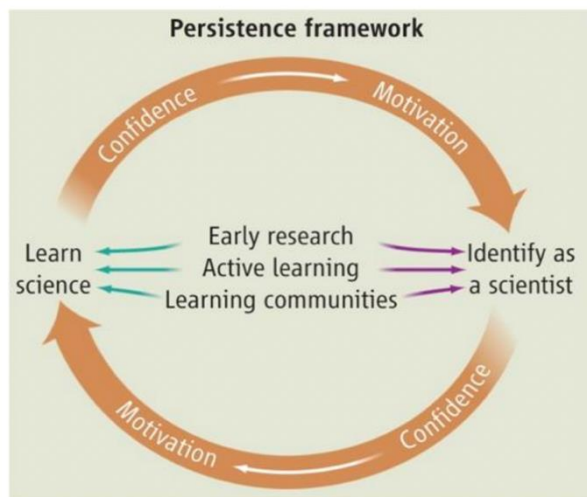 Persistence framework
Confidence
Motivation
Learn
science
Early research
Active learning
Learning communities
Identify as
a scientist
Motivation
Confidence